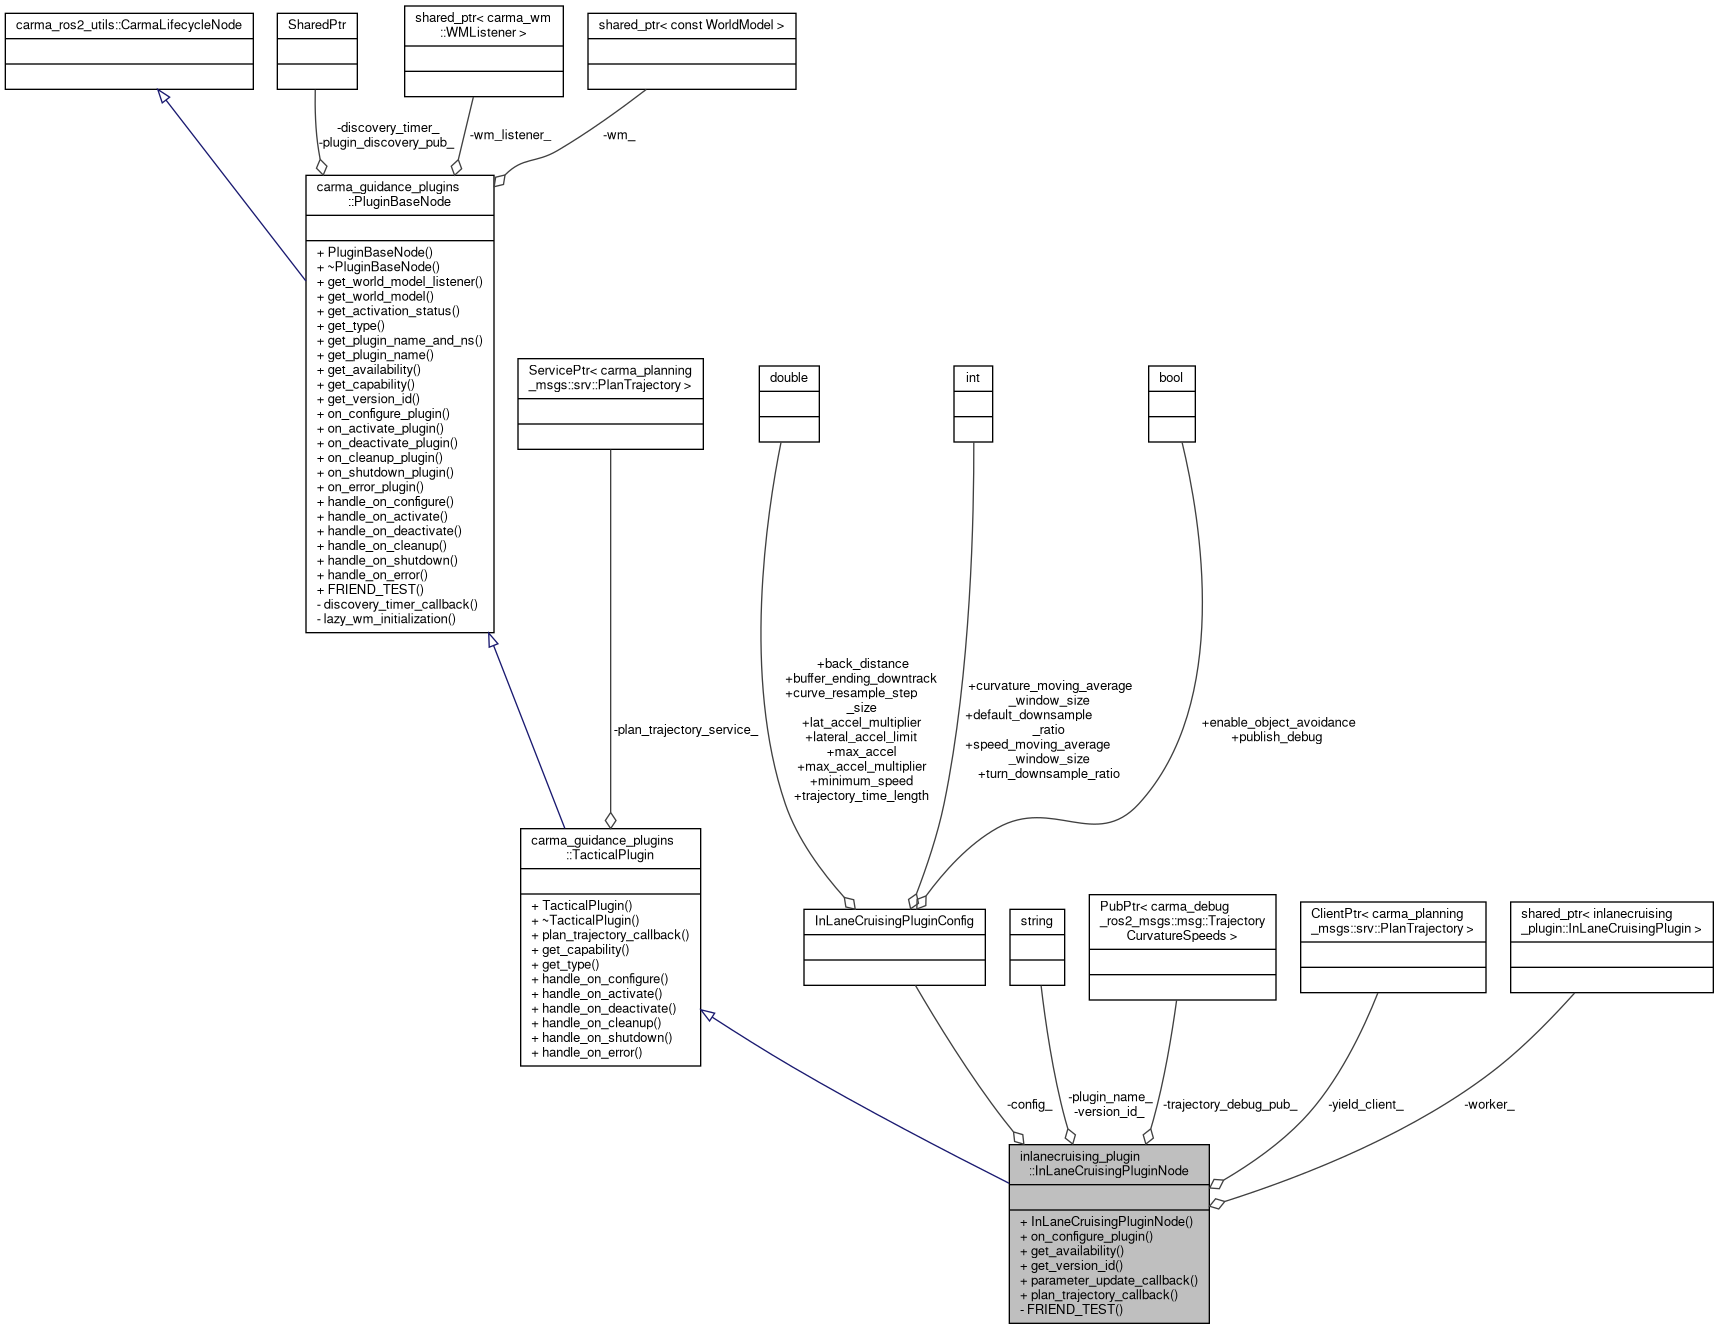 carma_ros2_utils::CarmaLifecycleNode
SharedPtr
shared_ptr< carma_wm
::WMListener >
shared_ptr< const WorldModel >
-discovery_timer_
-plugin_discovery_pub_
-wm_listener_
-wm_
carma_guidance_plugins
::PluginBaseNode
+ PluginBaseNode()
+ ~PluginBaseNode()
+ get_world_model_listener()
+ get_world_model()
+ get_activation_status()
+ get_type()
+ get_plugin_name_and_ns()
+ get_plugin_name()
+ get_availability()
+ get_capability()
+ get_version_id()
+ on_configure_plugin()
+ on_activate_plugin()
+ on_deactivate_plugin()
+ on_cleanup_plugin()
+ on_shutdown_plugin()
+ on_error_plugin()
+ handle_on_configure()
+ handle_on_activate()
+ handle_on_deactivate()
+ handle_on_cleanup()
+ handle_on_shutdown()
+ handle_on_error()
+ FRIEND_TEST()
- discovery_timer_callback()
- lazy_wm_initialization()
ServicePtr< carma_planning
_msgs::srv::PlanTrajectory >
double
int
bool
-plan_trajectory_service_
+back_distance
+buffer_ending_downtrack
+curve_resample_step
_size
+lat_accel_multiplier
+lateral_accel_limit
+max_accel
+max_accel_multiplier
+minimum_speed
+trajectory_time_length
+curvature_moving_average
_window_size
+default_downsample
_ratio
+speed_moving_average
_window_size
+turn_downsample_ratio
+enable_object_avoidance
+publish_debug
carma_guidance_plugins
::TacticalPlugin
+ TacticalPlugin()
+ ~TacticalPlugin()
+ plan_trajectory_callback()
+ get_capability()
+ get_type()
+ handle_on_configure()
+ handle_on_activate()
+ handle_on_deactivate()
+ handle_on_cleanup()
+ handle_on_shutdown()
+ handle_on_error()
InLaneCruisingPluginConfig
string
PubPtr< carma_debug
_ros2_msgs::msg::Trajectory
CurvatureSpeeds >
ClientPtr< carma_planning
_msgs::srv::PlanTrajectory >
shared_ptr< inlanecruising
_plugin::InLaneCruisingPlugin >
-config_
-plugin_name_
-version_id_
-trajectory_debug_pub_
-yield_client_
-worker_
inlanecruising_plugin
::InLaneCruisingPluginNode
+ InLaneCruisingPluginNode()
+ on_configure_plugin()
+ get_availability()
+ get_version_id()
+ parameter_update_callback()
+ plan_trajectory_callback()
- FRIEND_TEST()